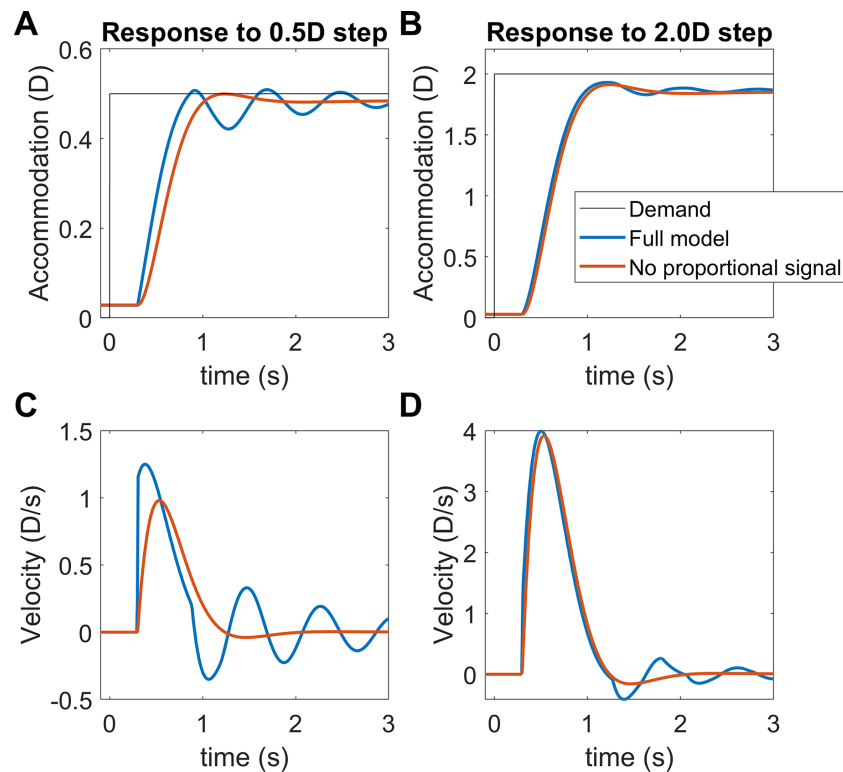 A
Response to 0.5D step
0.6
0.4
0.2
0
Accommodation (D)
0
1
2
3
time (s)
B
Response to 2.0D step
2
1.5
1
0.5
0
Accommodation (D)
Demand
Full model
No proportional signal
0
1
2
3
time (s)
C
1.5
1
0.5
0
-0.5
Velocity (D/s)
0
1
2
3
time (s)
D
4
3
2
1
0
Velocity (D/s)
0
1
2
3
time (s)